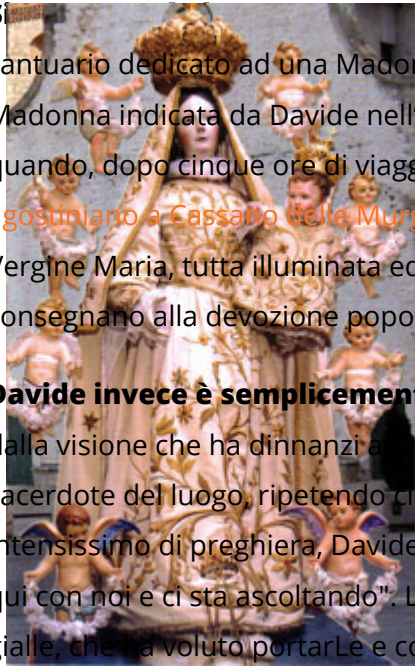 antuario dedicato ad una Mador
Madonna indicata da Davide nell'
quando, dopo cinque ore di viagg
gostiniano a Cassano delle Murg
Vergine Maria, tutta illuminata ed
onsegnano alla devozione popo
Davide invece è semplicement
dalla visione che ha dinnanzi a
acerdote del luogo, ripetendo c
ntensissimo di preghiera, Davide
qui con noi e ci sta ascoltando". L
gialle, che ha voluto portarLe e co